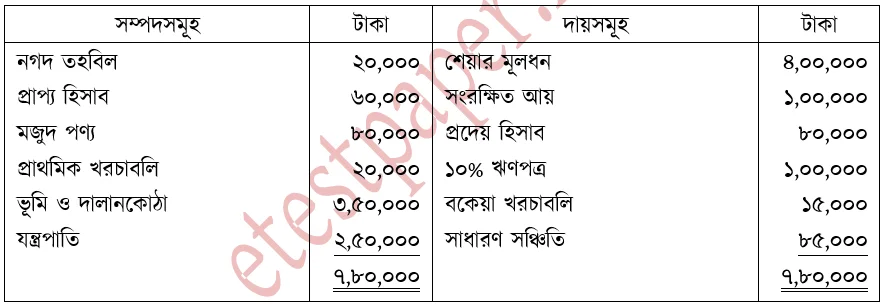 সম্পদসমূহ টাকা দায়সমূহ টাকা
নগদ তহবিল ২০,০০০ শেয়ার মূলধন ৪,০০,০০০
প্রাপ্য হিসাব ৬০,০০০ সংরক্ষিত আয় ১,০০,০০০
মজুদ পণ্য ৮০,০০০ প্রদেয় হিসাব ৮০,০০০
প্রাথমিক খরচাবলি ২০,০০০ ১০% ঋণপত্র ১,০০,০০০
ভূমি ও দালানকোঠা ৩,৫০,০০০ বকেয়া খরচাবলি ১৫,০০০
যন্ত্রপাতি ২,৫০,০০০ সাধারণ সঞ্চিতি ৮৫,০০০
৭,৮০,০০০ ৭,৮০,০০০
etestpaper.